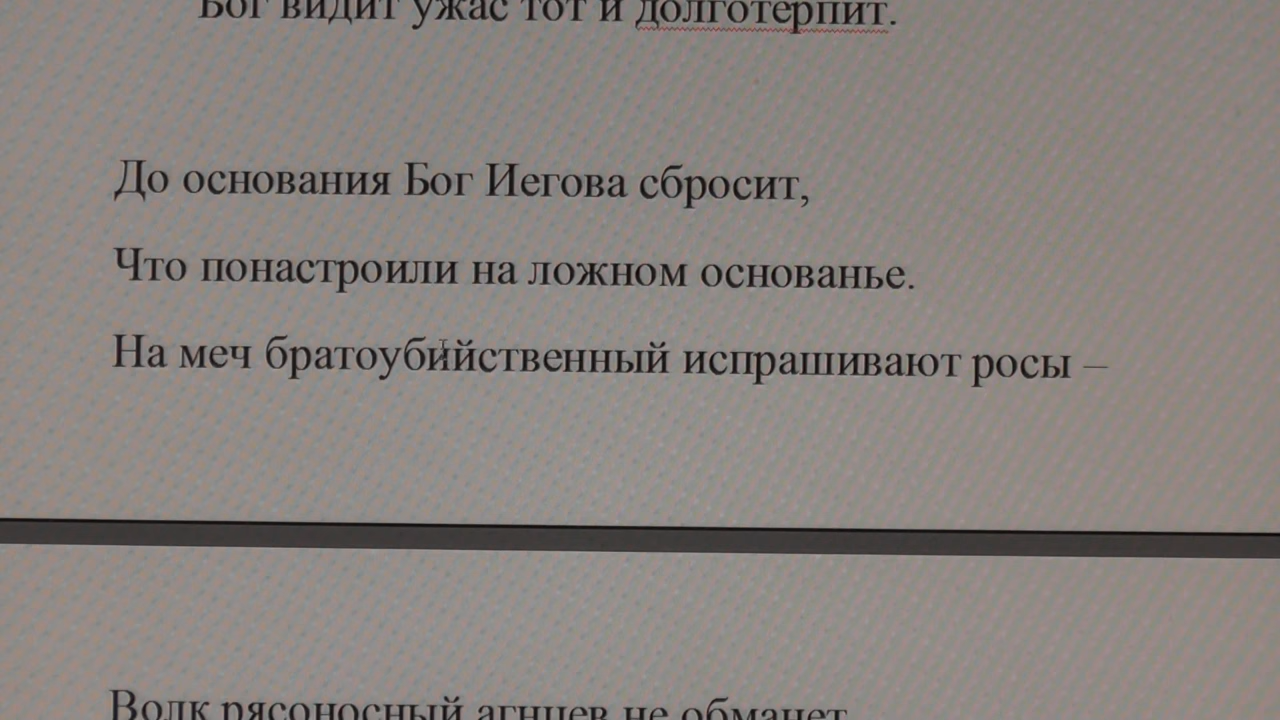 Бог видит ужас тот и долготерпит.
До основания Бог Иегова сбросит,
Что понастроили на ложном основанье.
На меч братоубийственный испрашивают росы –
Волк рясоносный агнцев не обманет